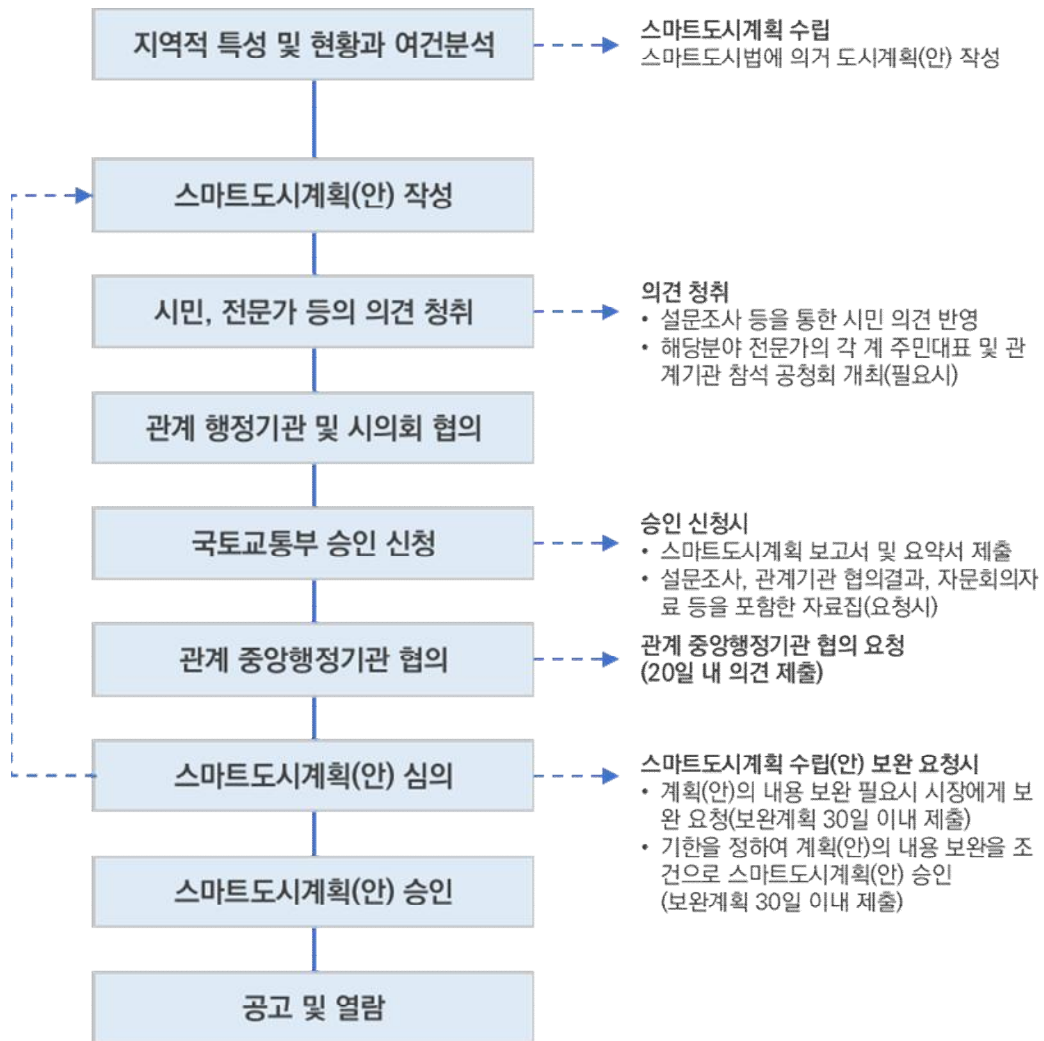 지역적 특성 및 현황과 여건분석
스마트도시계획 수립
스마트도시법에 의거 도시계획(안) 작성
스마트도시계획(안) 작성
시민, 전문가 등의 의견 청취
의견 청취
• 설문조사 등을 통한 시민 의견 반영
• 해당분야 전문가의 각 계 주민대표 및 관
계기관 참석 공청회 개최(필요시)
관계 행정기관 및 시의회 협의
국토교통부 승인 신청
승인 신청시
• 스마트도시계획 보고서 및 요약서 제출
• 설문조사, 관계기관 협의결과, 자문회의자
료 등을 포함한 자료집(요청시)
관계 중앙행정기관 협의
관계 중앙행정기관 협의 요청
(20일 내 의견 제출)
스마트도시계획(안) 심의
스마트도시계획 수립(안) 보완 요청시
• 계획(안)의 내용 보완 필요시 시장에게 보
완 요청(보완계획 30일 이내 제출)
• 기한을 정하여 계획(안)의 내용 보완을 조
건으로 스마트도시계획(안) 승인
(보완계획 30일 이내 제출)
스마트도시계획(안) 승인
공고 및 열람